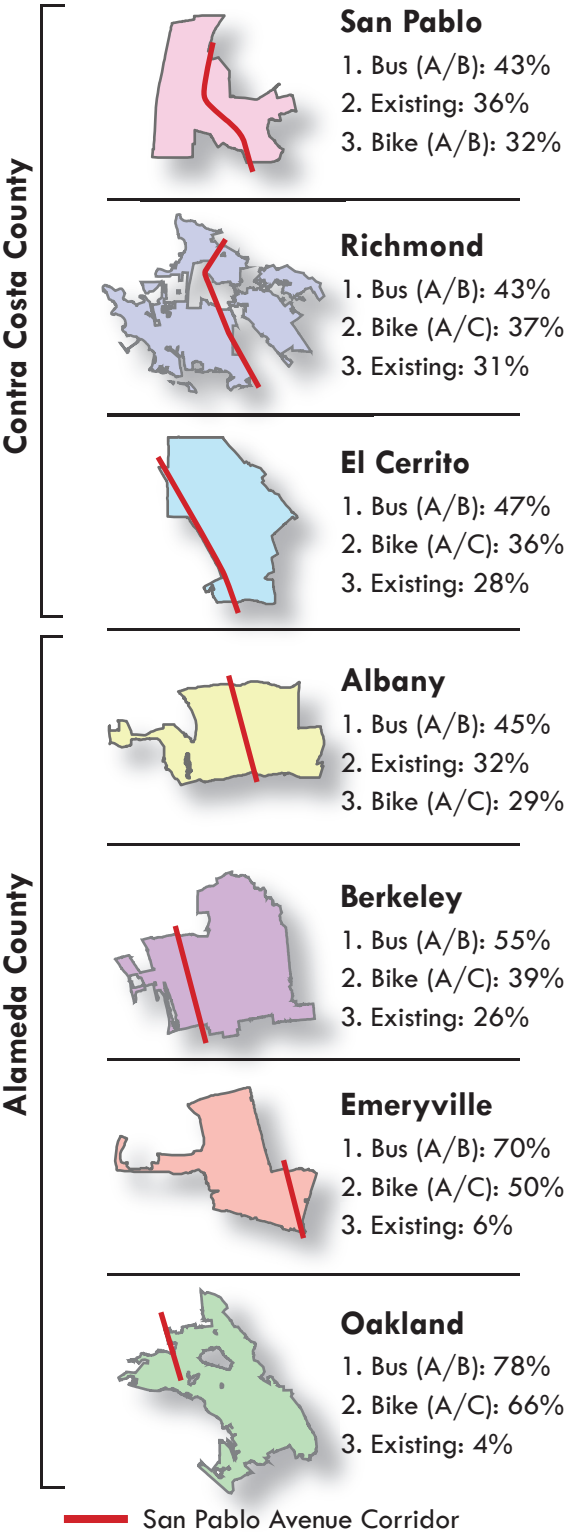 Contra Costa County
San Pablo
1. Bus (A/B): 43%
2. Existing: 36%
3. Bike (A/B): 32%
Richmond
1. Bus (A/B): 43%
2. Bike (A/C): 37%
3. Existing: 31%
El Cerrito
1. Bus (A/B): 47%
2. Bike (A/C): 36%
3. Existing: 28%
Alameda County
Albany
1. Bus (A/B): 45%
2. Existing: 32%
3. Bike (A/C): 29%
Berkeley
1. Bus (A/B): 55%
2. Bike (A/C): 39%
3. Existing: 26%
Emeryville
1. Bus (A/B): 70%
2. Bike (A/C): 50%
3. Existing: 6%
Oakland
1. Bus (A/B): 78%
2. Bike (A/C): 66%
3. Existing: 4%
San Pablo Avenue Corridor